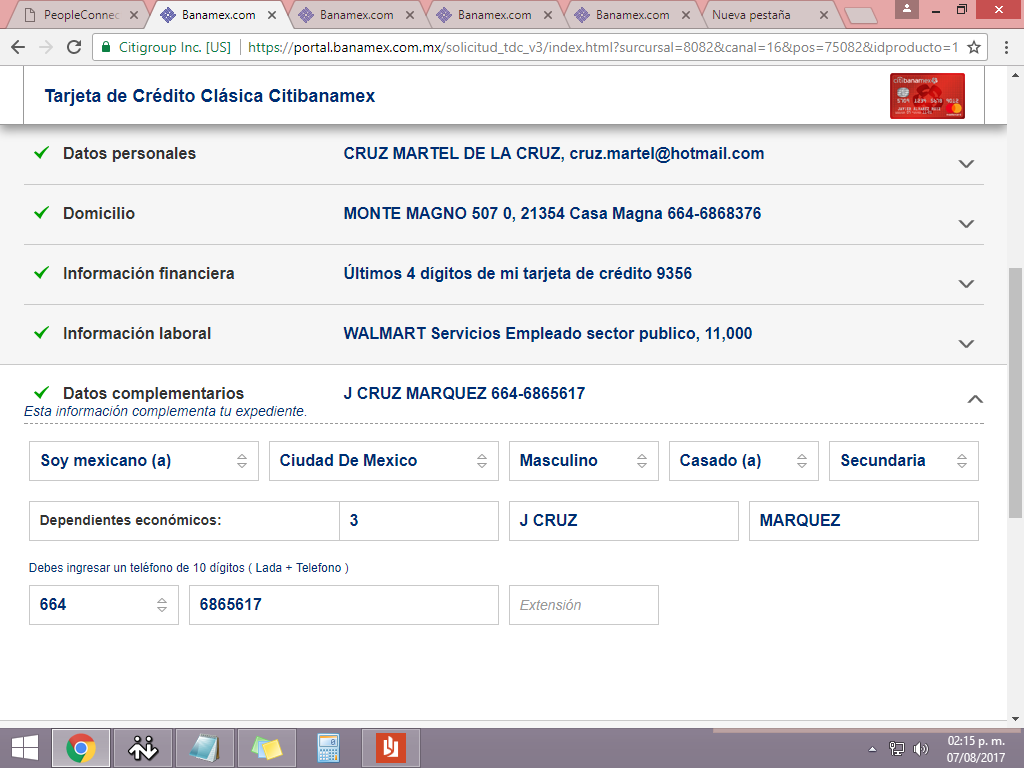 PeopleConnec
Banamex.com
Banamex.com
Banamex.com
Banamex.com
Nueva pestaña
Citigroup Inc. [US]
https://portal.banamex.com.mx/solicitud_tdc_v3/index.html?sucursal=8082&canal=16&pos=75082&idproducto=1
Tarjeta de Crédito Clásica Citibanamex
citibanamex
Datos personales
CRUZ MARTEL DE LA CRUZ, cruz.martel@hotmail.com
Domicilio
MONTE MAGNO 507 0, 21354 Casa Magna 664-6868376
Información financiera
Últimos 4 dígitos de mi tarjeta de crédito 9356
Información laboral
WALMART Servicios Empleado sector publico, 11,000
Datos complementarios
J CRUZ MARQUEZ 664-6865617
Esta información complementa tu expediente.
Soy mexicano (a)
Ciudad De Mexico
Masculino
Casado (a)
Secundaria
Dependientes económicos:
3
J CRUZ
MARQUEZ
Debes ingresar un teléfono de 10 dígitos ( Lada + Telefono )
664
6865617
Extensión
02:15 p. m.
07/08/2017